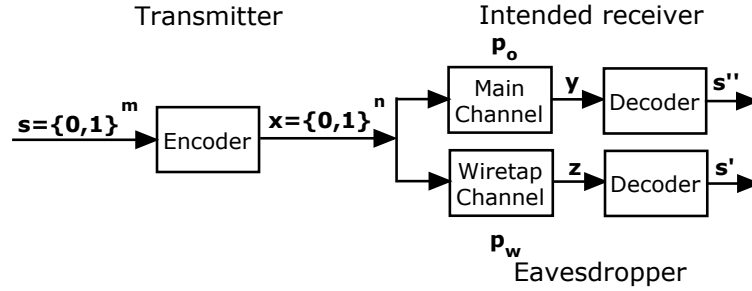 Transmitter
Intended receiver
p_o
s={0,1}^m
Encoder
x={0,1}^n
Main
Channel
y
Decoder
s''
Wiretap
Channel
z
Decoder
s'
p_w
Eavesdropper